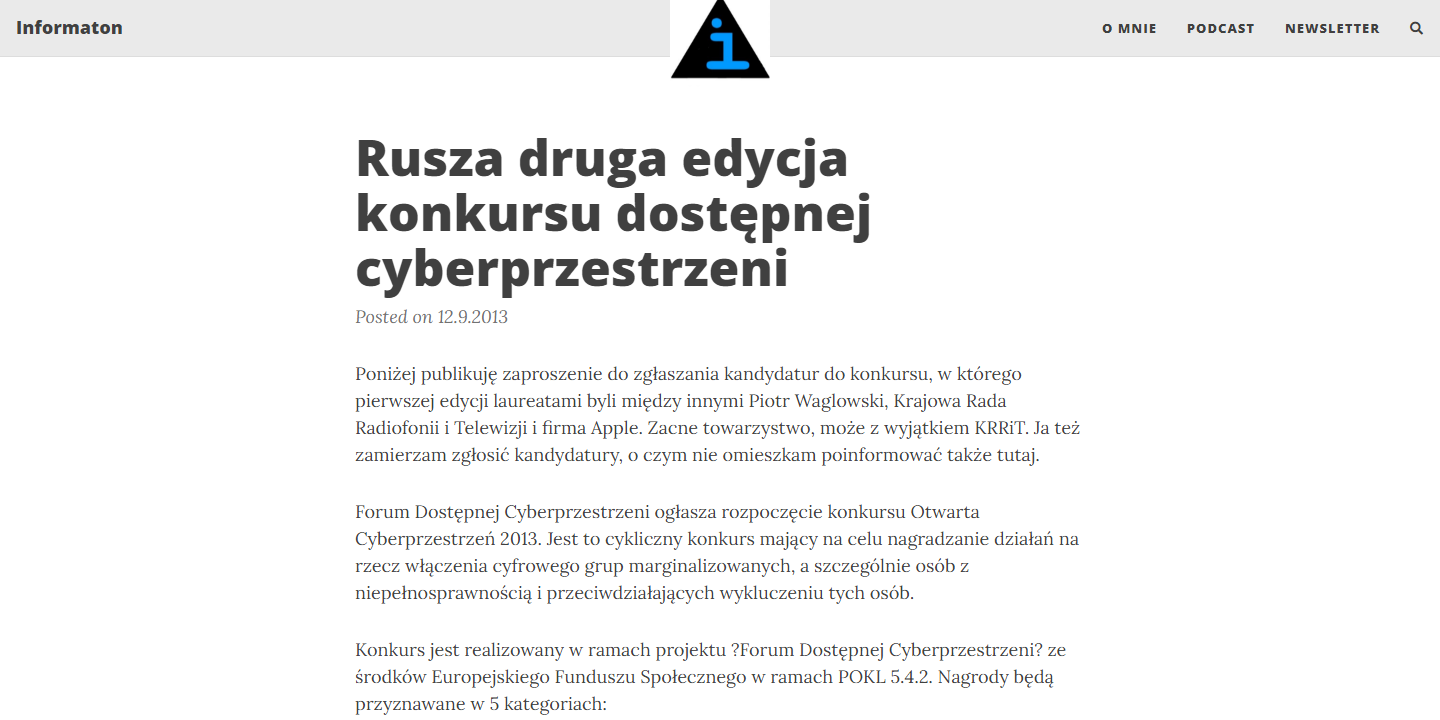 Informaton
i
O MNIE
PODCAST
NEWSLETTER
Rusza druga edycja
konkursu dostępnej
cyberprzestrzeni
Posted on 12.9.2013
Poniżej publikuję zaproszenie do zgłaszania kandydatur do konkursu, w którego
pierwszej edycji laureatami byli między innymi Piotr Waglowski, Krajowa Rada
Radiofonii i Telewizji i firma Apple. Zacne towarzystwo, może z wyjątkiem KRRiT. Ja też
zamierzam zgłosić kandydatury, o czym nie omieszkam poinformować także tutaj.
Forum Dostępnej Cyberprzestrzeni ogłasza rozpoczęcie konkursu Otwarta
Cyberprzestrzeń 2013. Jest to cykliczny konkurs mający na celu nagradzanie działań na
rzecz włączenia cyfrowego grup marginalizowanych, a szczególnie osób z
niepełnosprawnością i przeciwdziałających wykluczeniu tych osób.
Konkurs jest realizowany w ramach projektu ?Forum Dostępnej Cyberprzestrzeni? ze
środków Europejskiego Funduszu Społecznego w ramach POKL 5.4.2. Nagrody będą
przyznawane w 5 kategoriach: